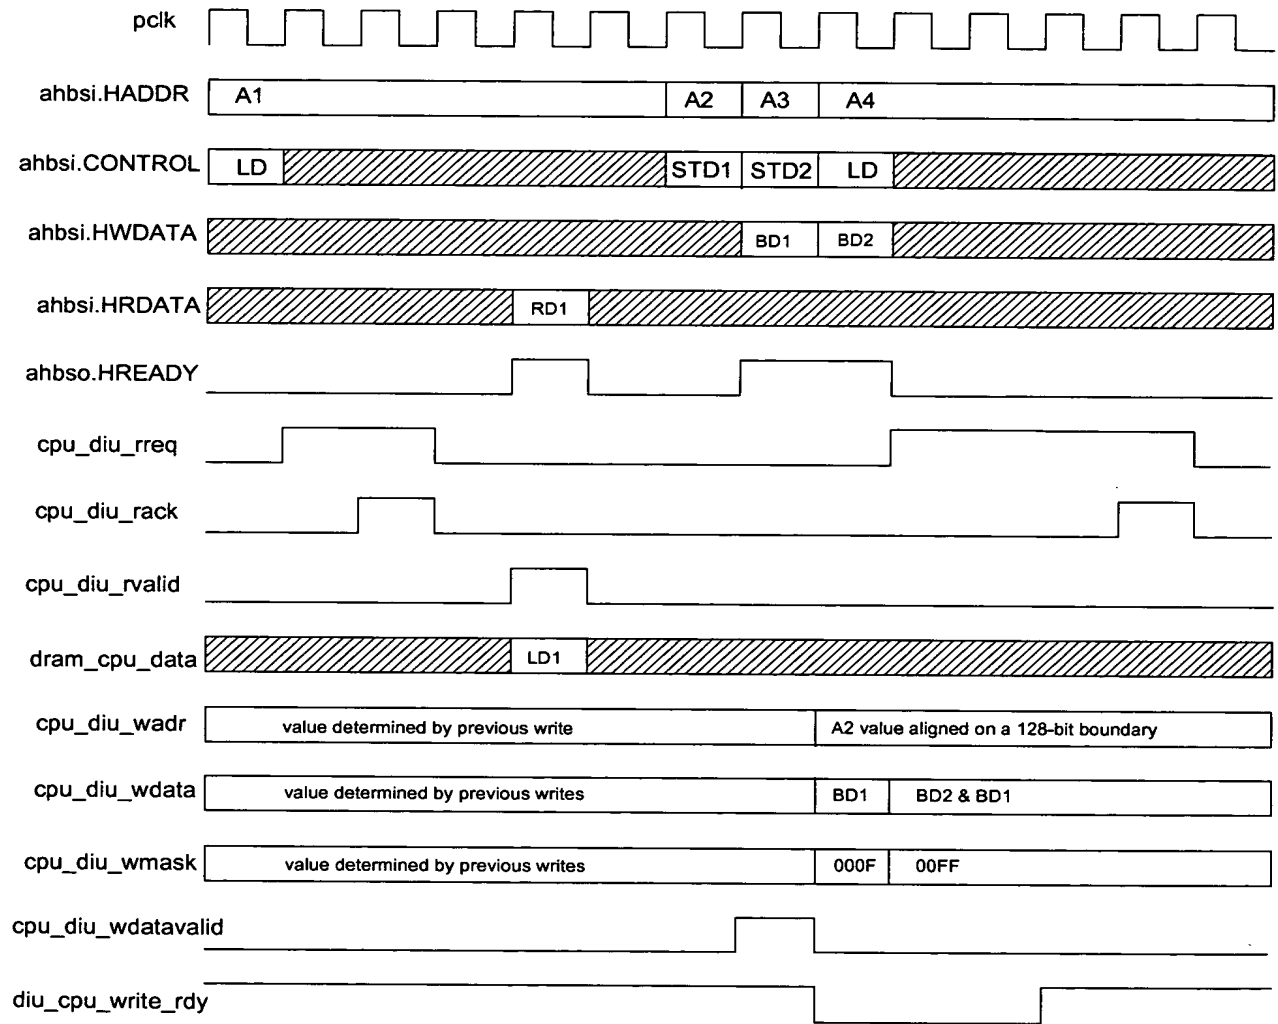 pclk
ahbsi.HADDR A1 A2 A3 A4
ahbsi.CONTROL LD STD1 STD2 LD
ahbsi.HWDATA BD1 BD2
ahbsi.HRDATA RD1
ahbso.HREADY
cpu_diu_rreq
cpu_diu_rack
cpu_diu_rvalid
dram_cpu_data LD1
cpu_diu_wadr value determined by previous write A2 value aligned on a 128-bit boundary
cpu_diu_wdata value determined by previous writes BD1 BD2 & BD1
cpu_diu_wmask value determined by previous writes 000F 00FF
cpu_diu_wdatavalid
diu_cpu_write_rdy